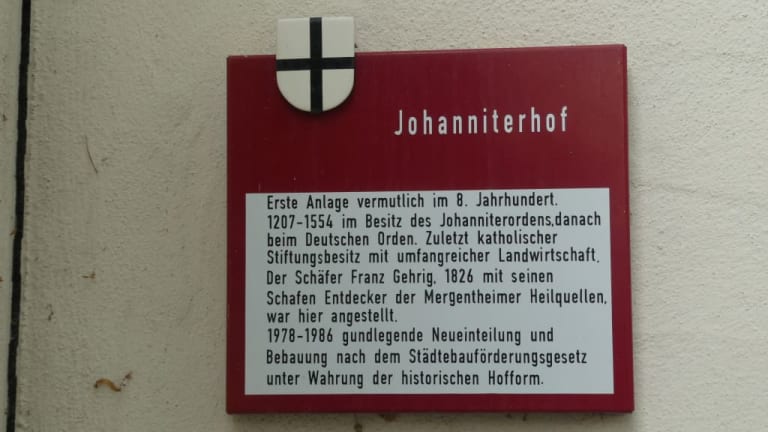 Johanniterhof
Erste Anlage vermutlich im 8. Jahrhundert.
1207-1554 im Besitz des Johanniterordens,danach
beim Deutschen Orden. Zuletzt katholischer
Stiftungsbesitz mit umfangreicher Landwirtschaft.
Der Schäfer Franz Gehrig, 1826 mit seinen
Schafen Entdecker der Mergentheimer Heilquellen,
war hier angestellt.
1978-1986 gundlegende Neueinteilung und
Bebauung nach dem Städtebauförderungsgesetz
unter Wahrung der historischen Hofform.